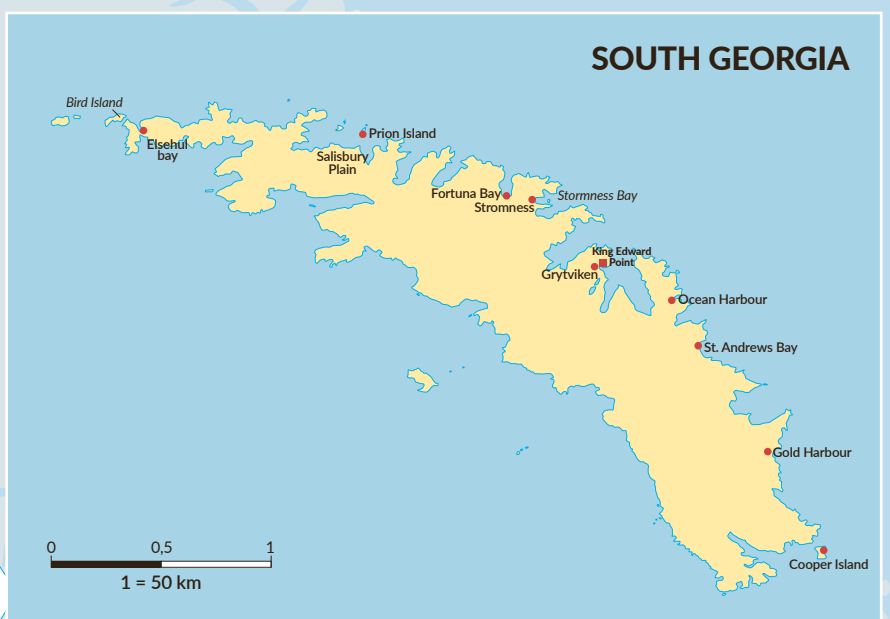 SOUTH GEORGIA
Bird Island
Elsehul
bay
Prion Island
Salisbury
Plain
Fortuna Bay
Stromness
Stormness Bay
King Edward
Point
Grytviken
Ocean Harbour
St. Andrews Bay
Gold Harbour
Cooper Island
0 0,5 1
1 = 50 km